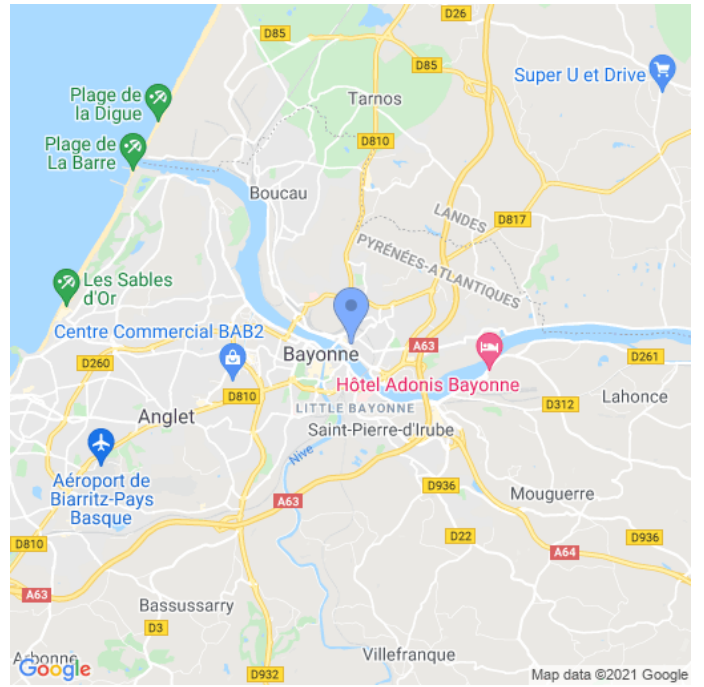 D26
D85
D85
Super U et Drive
Plage de
la Digue
Tarnos
Plage de
La Barre
D810
Boucau
LANDES
D817
PYRÉNÉES-ATLANTIQUES
Les Sables
d'Or
Centre Commercial BAB2
A63
Bayonne
D261
D260
Hôtel Adonis Bayonne
D810
Lahonce
LITTLE BAYONNE
D312
Anglet
Saint-Pierre-d'Irube
Nive
Aéroport de
Biarritz-Pays
Basque
D936
Mouguerre
A63
D22
D936
D810
A64
A63
Bassussarry
D3
Villefranque
Arbonne
Google
D932
Map data ©2021 Google